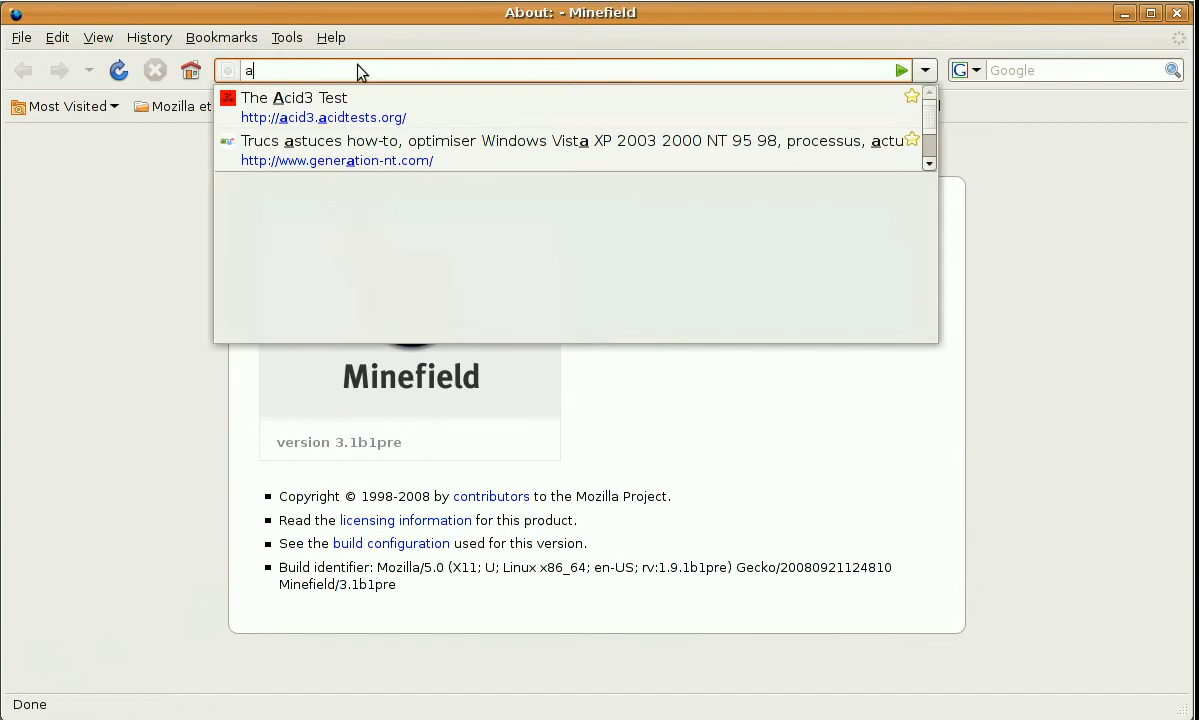 About: - Minefield
File Edit View History Bookmarks Tools Help
a
Google
Most Visited
Mozilla et
The Acid3 Test
http://acid3.acidtests.org/
Trucs astuces how-to, optimiser Windows Vista XP 2003 2000 NT 95 98, processus, actu
http://www.generation-nt.com/
Minefield
version 3.1b1pre
Copyright © 1998-2008 by contributors to the Mozilla Project.
Read the licensing information for this product.
See the build configuration used for this version.
Build identifier: Mozilla/5.0 (X11; U; Linux x86_64; en-US; rv:1.9.1b1pre) Gecko/20080921124810
Minefield/3.1b1pre
Done